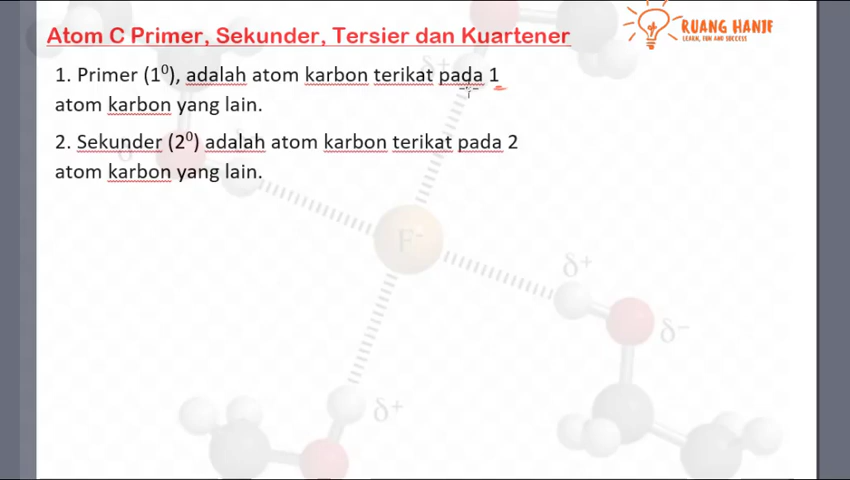 Atom C Primer, Sekunder, Tersier dan Kuartener
RUANG HANIF
LEARN, FUN AND SUCCESS
1. Primer (1⁰), adalah atom karbon terikat pada 1
atom karbon yang lain.
2. Sekunder (2⁰) adalah atom karbon terikat pada 2
atom karbon yang lain.
δ+
F⁻
δ+
δ-
δ+